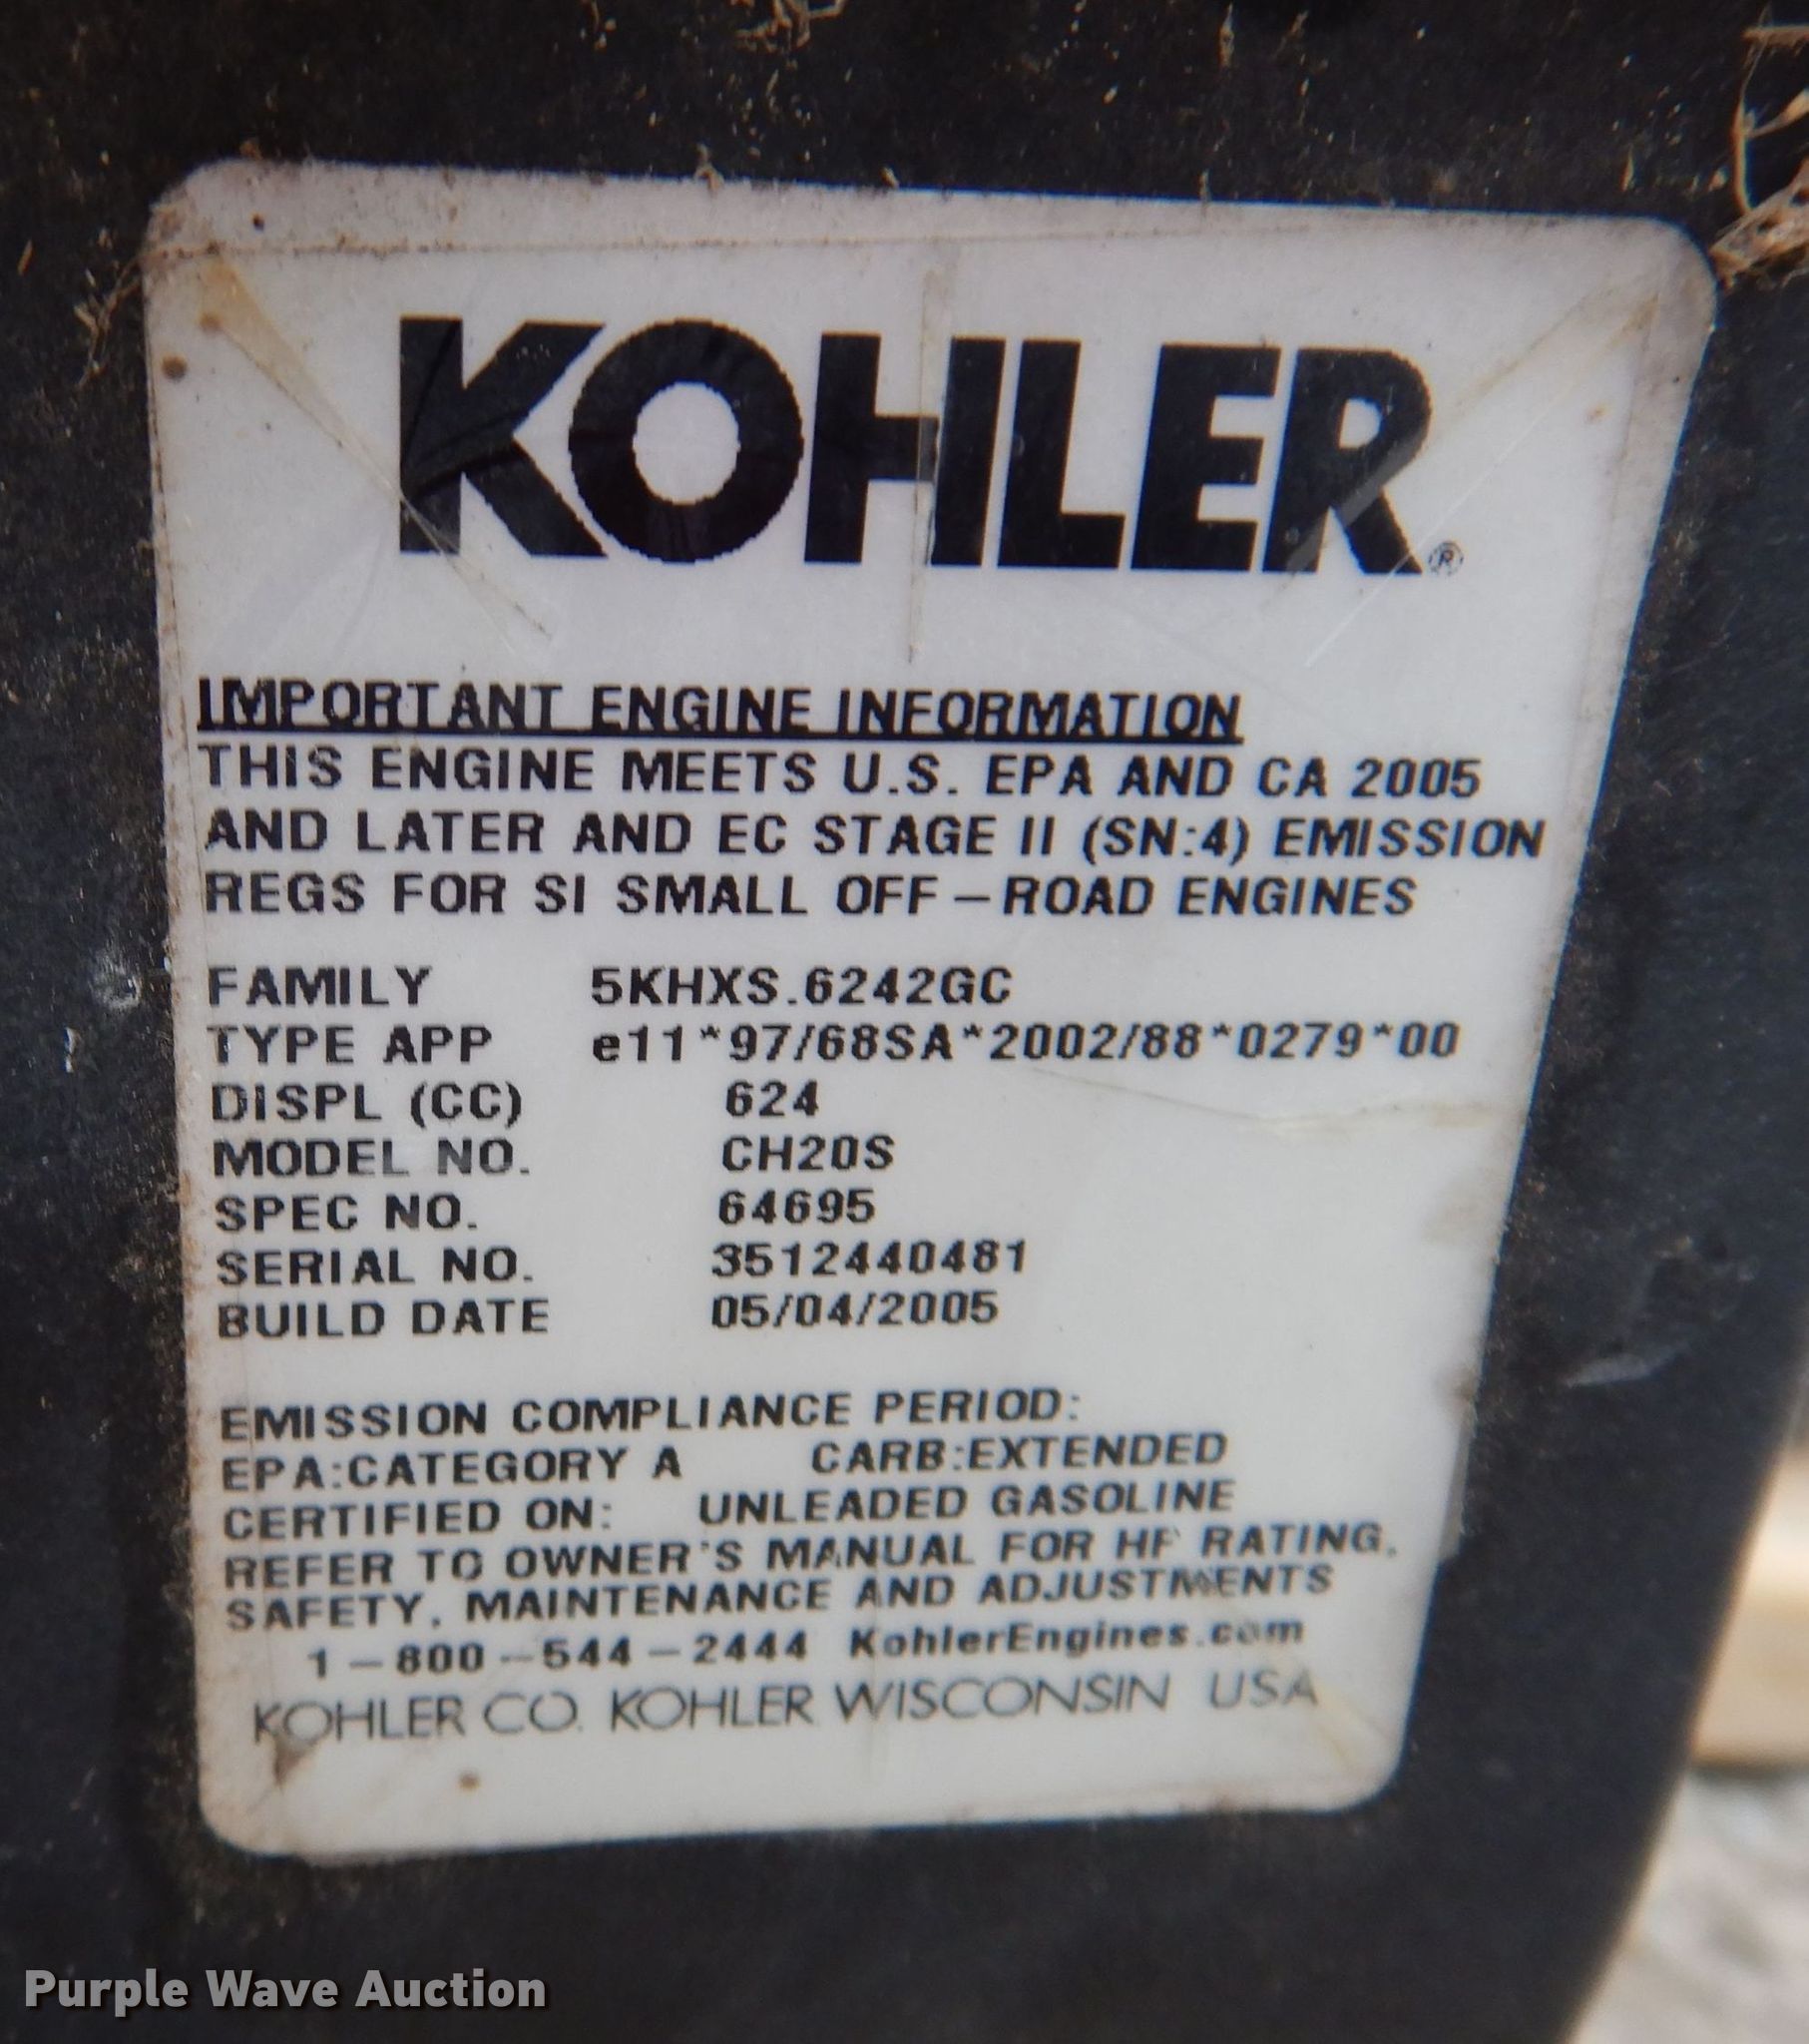 KOHLER®
IMPORTANT ENGINE INFORMATION
THIS ENGINE MEETS U.S. EPA AND CA 2005
AND LATER AND EC STAGE II (SN:4) EMISSION
REGS FOR SI SMALL OFF-ROAD ENGINES
FAMILY 5KHXS.6242GC
TYPE APP e11*97/68SA*2002/88*0279*00
DISPL (CC) 624
MODEL NO. CH20S
SPEC NO. 64695
SERIAL NO. 3512440481
BUILD DATE 05/04/2005
EMISSION COMPLIANCE PERIOD:
EPA:CATEGORY A CARB:EXTENDED
CERTIFIED ON: UNLEADED GASOLINE
REFER TO OWNER'S MANUAL FOR HP RATING,
SAFETY, MAINTENANCE AND ADJUSTMENTS
1-800-544-2444 KohlerEngines.com
KOHLER CO. KOHLER WISCONSIN USA
Purple Wave Auction